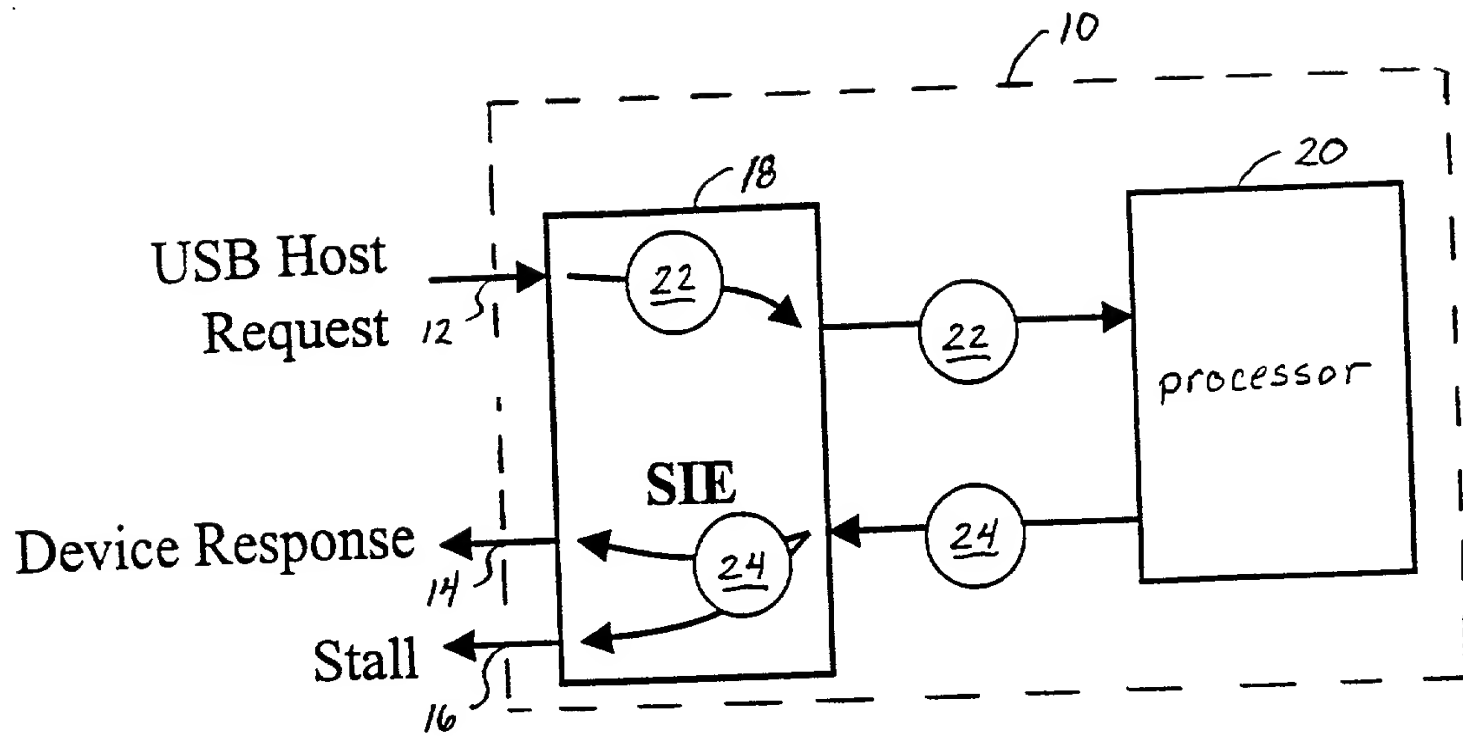 10
18
20
USB Host
Request
12
22
22
processor
SIE
Device Response
14
24
24
Stall
16